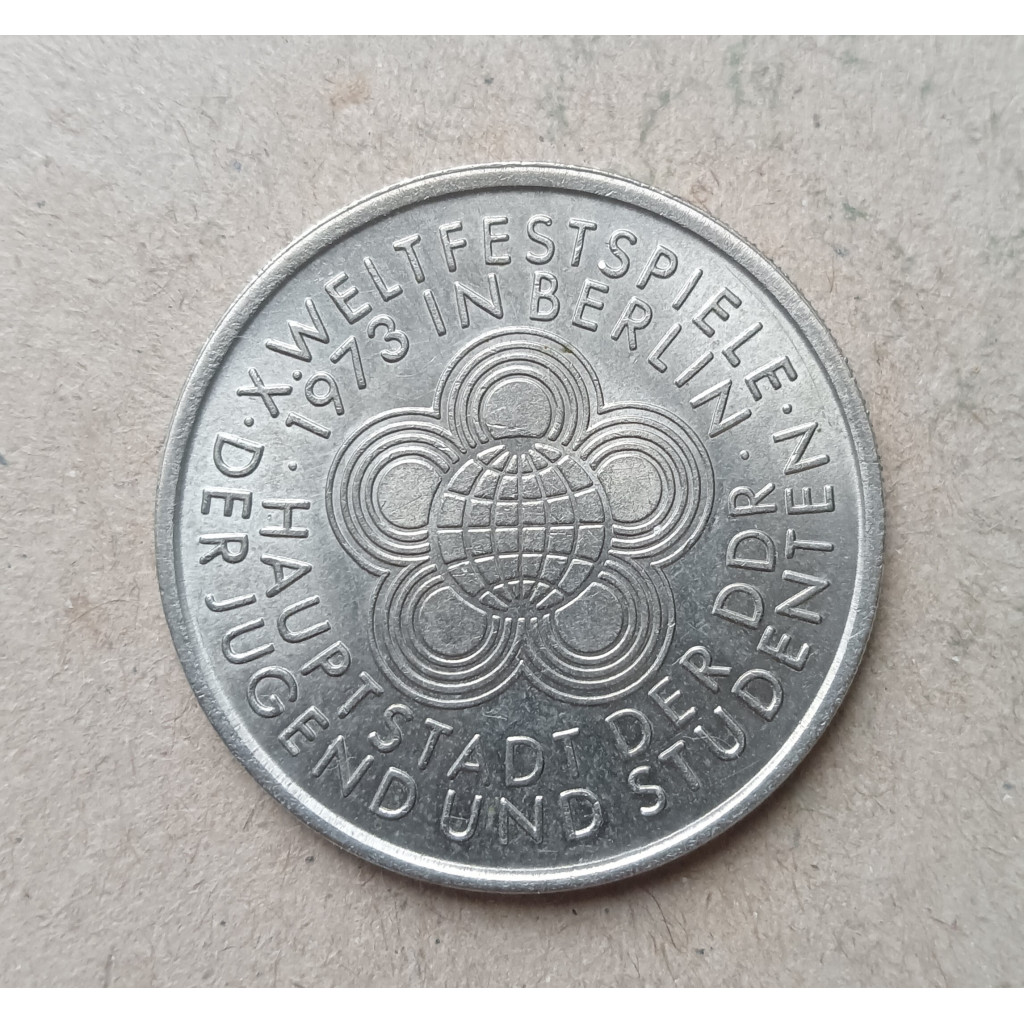 X. WELTFESTSPIELE ·
DER JUGEND UND STUDENTEN ·
1973 IN BERLIN ·
HAUPTSTADT DER DDR ·